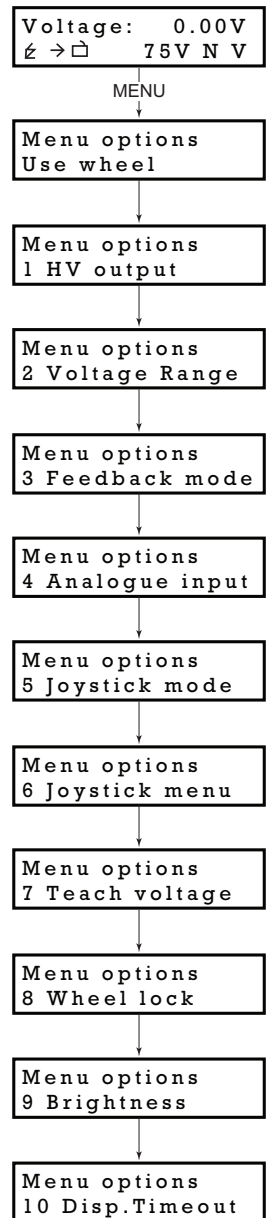 Voltage: 0.00V
→ 75V N V
MENU
Menu options
Use wheel
Menu options
1 HV output
Menu options
2 Voltage Range
Menu options
3 Feedback mode
Menu options
4 Analogue input
Menu options
5 Joystick mode
Menu options
6 Joystick menu
Menu options
7 Teach voltage
Menu options
8 Wheel lock
Menu options
9 Brightness
Menu options
10 Disp.Timeout